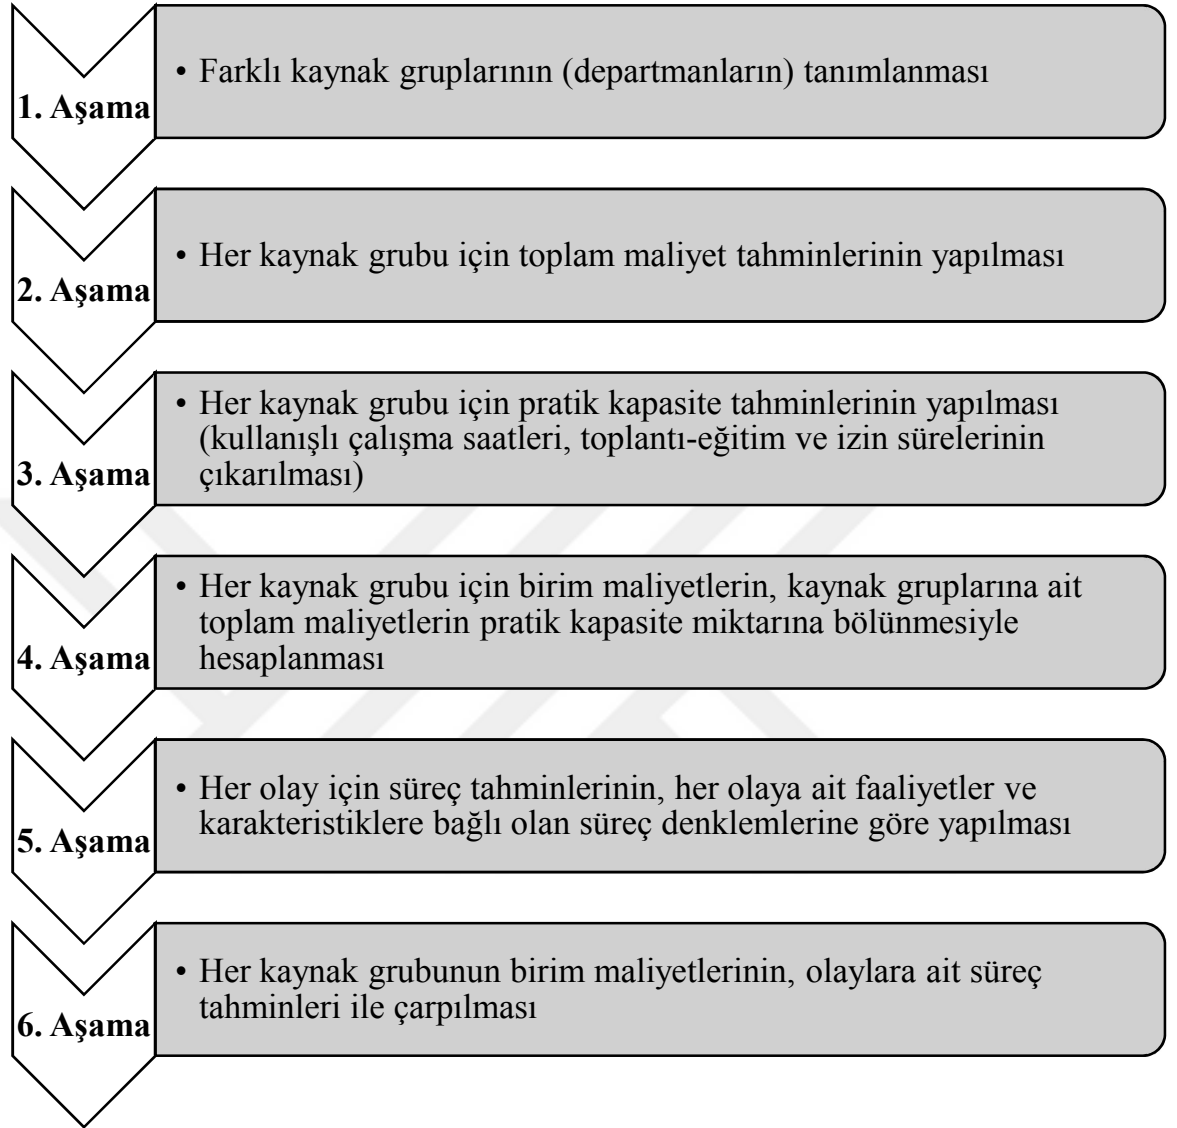 1. Aşama
• Farklı kaynak gruplarının (departmanların) tanımlanması
2. Aşama
• Her kaynak grubu için toplam maliyet tahminlerinin yapılması
3. Aşama
• Her kaynak grubu için pratik kapasite tahminlerinin yapılması
(kullanışlı çalışma saatleri, toplantı-eğitim ve izin sürelerinin
çıkarılması)
4. Aşama
• Her kaynak grubu için birim maliyetlerin, kaynak gruplarına ait
toplam maliyetlerin pratik kapasite miktarına bölünmesiyle
hesaplanması
5. Aşama
• Her olay için süreç tahminlerinin, her olaya ait faaliyetler ve
karakteristiklere bağlı olan süreç denklemlerine göre yapılması
6. Aşama
• Her kaynak grubunun birim maliyetlerinin, olaylara ait süreç
tahminleri ile çarpılması